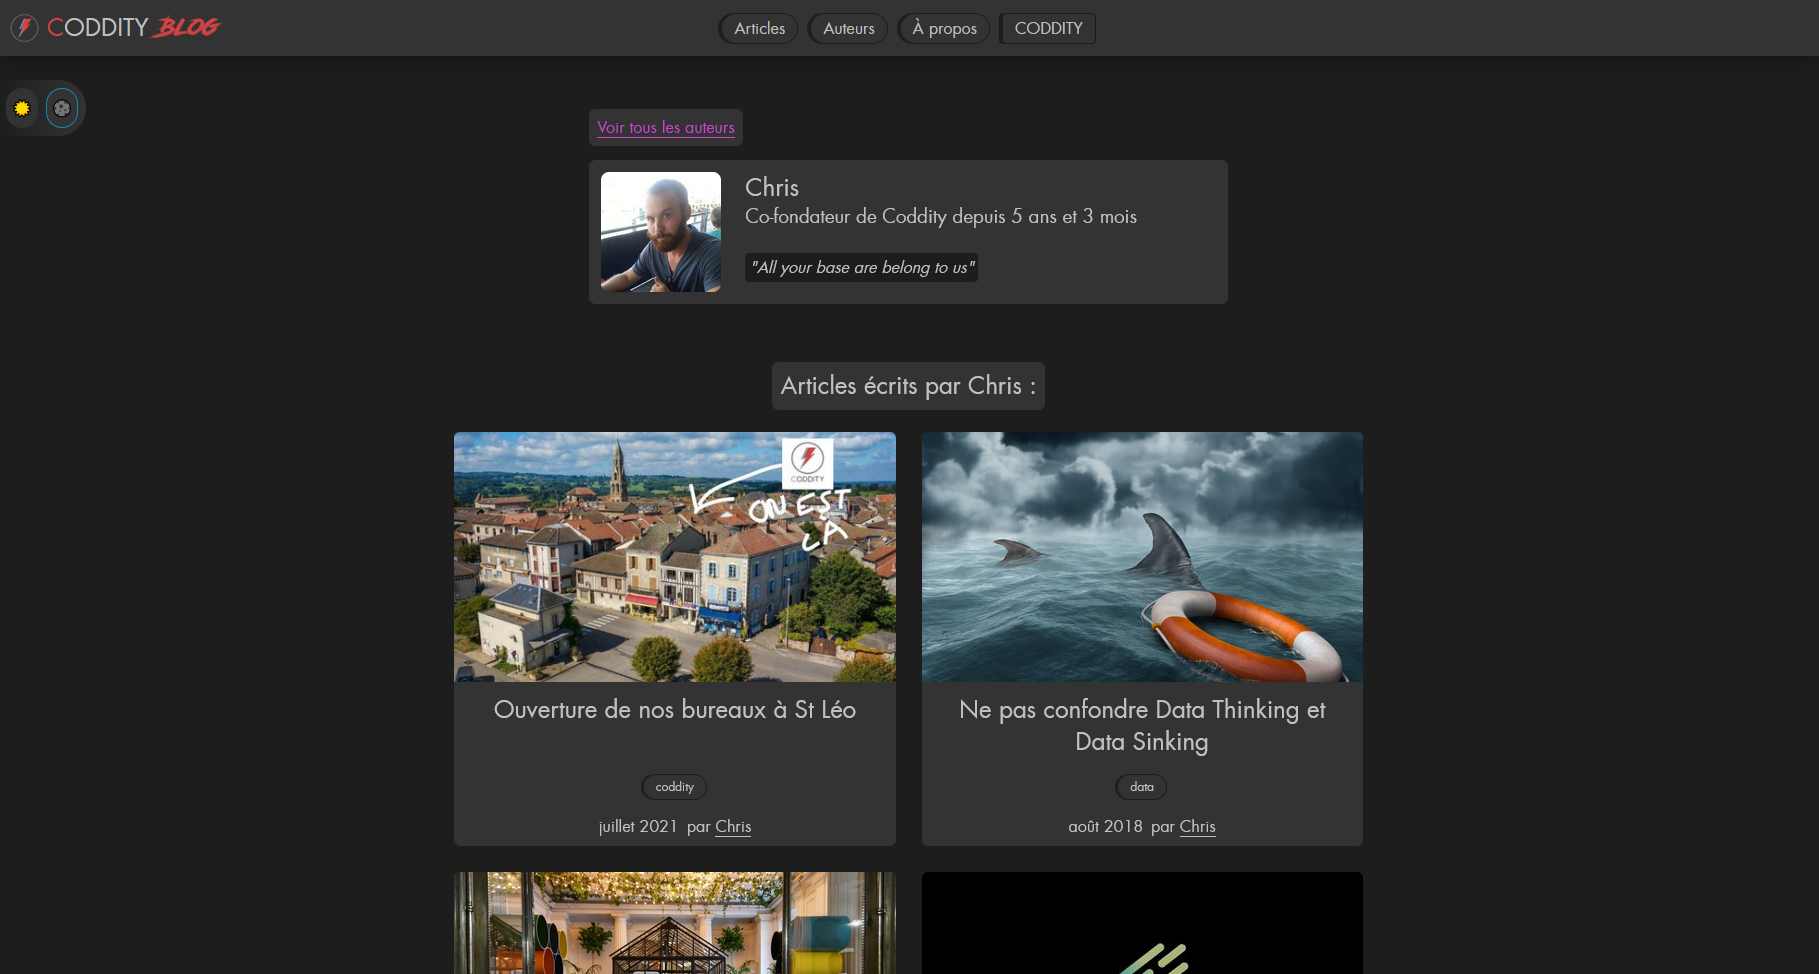 CODDITY BLOG
Articles
Auteurs
À propos
CODDITY
Voir tous les auteurs
Chris
Co-fondateur de Coddity depuis 5 ans et 3 mois
"All your base are belong to us"
Articles écrits par Chris :
CODDITY
ON EST
LÀ
Ouverture de nos bureaux à St Léo
coddity
juillet 2021 par Chris
Ne pas confondre Data Thinking et
Data Sinking
data
août 2018 par Chris